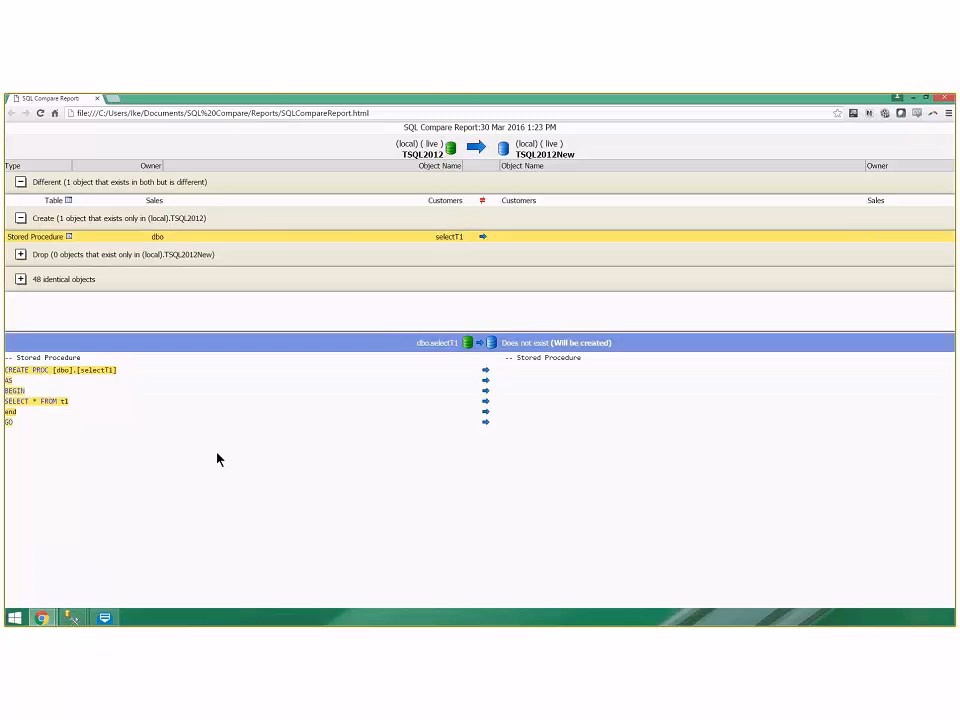 SQL Compare Report
file:///C:/Users/Ike/Documents/SQL%20Compare/Reports/SQLCompareReport.html
SQL Compare Report:30 Mar 2016 1:23 PM
(local) ( live ) (local) ( live )
TSQL2012 TSQL2012New
Type Owner Object Name Object Name Owner
Different (1 object that exists in both but is different)
Table Sales Customers Customers Sales
Create (1 object that exists only in (local).TSQL2012)
Stored Procedure dbo selectT1
Drop (0 objects that exist only in (local).TSQL2012New)
48 identical objects
dbo.selectT1 Does not exist (Will be created)
-- Stored Procedure -- Stored Procedure
CREATE PROC [dbo].[selectT1]
AS
BEGIN
SELECT * FROM t1
end
GO